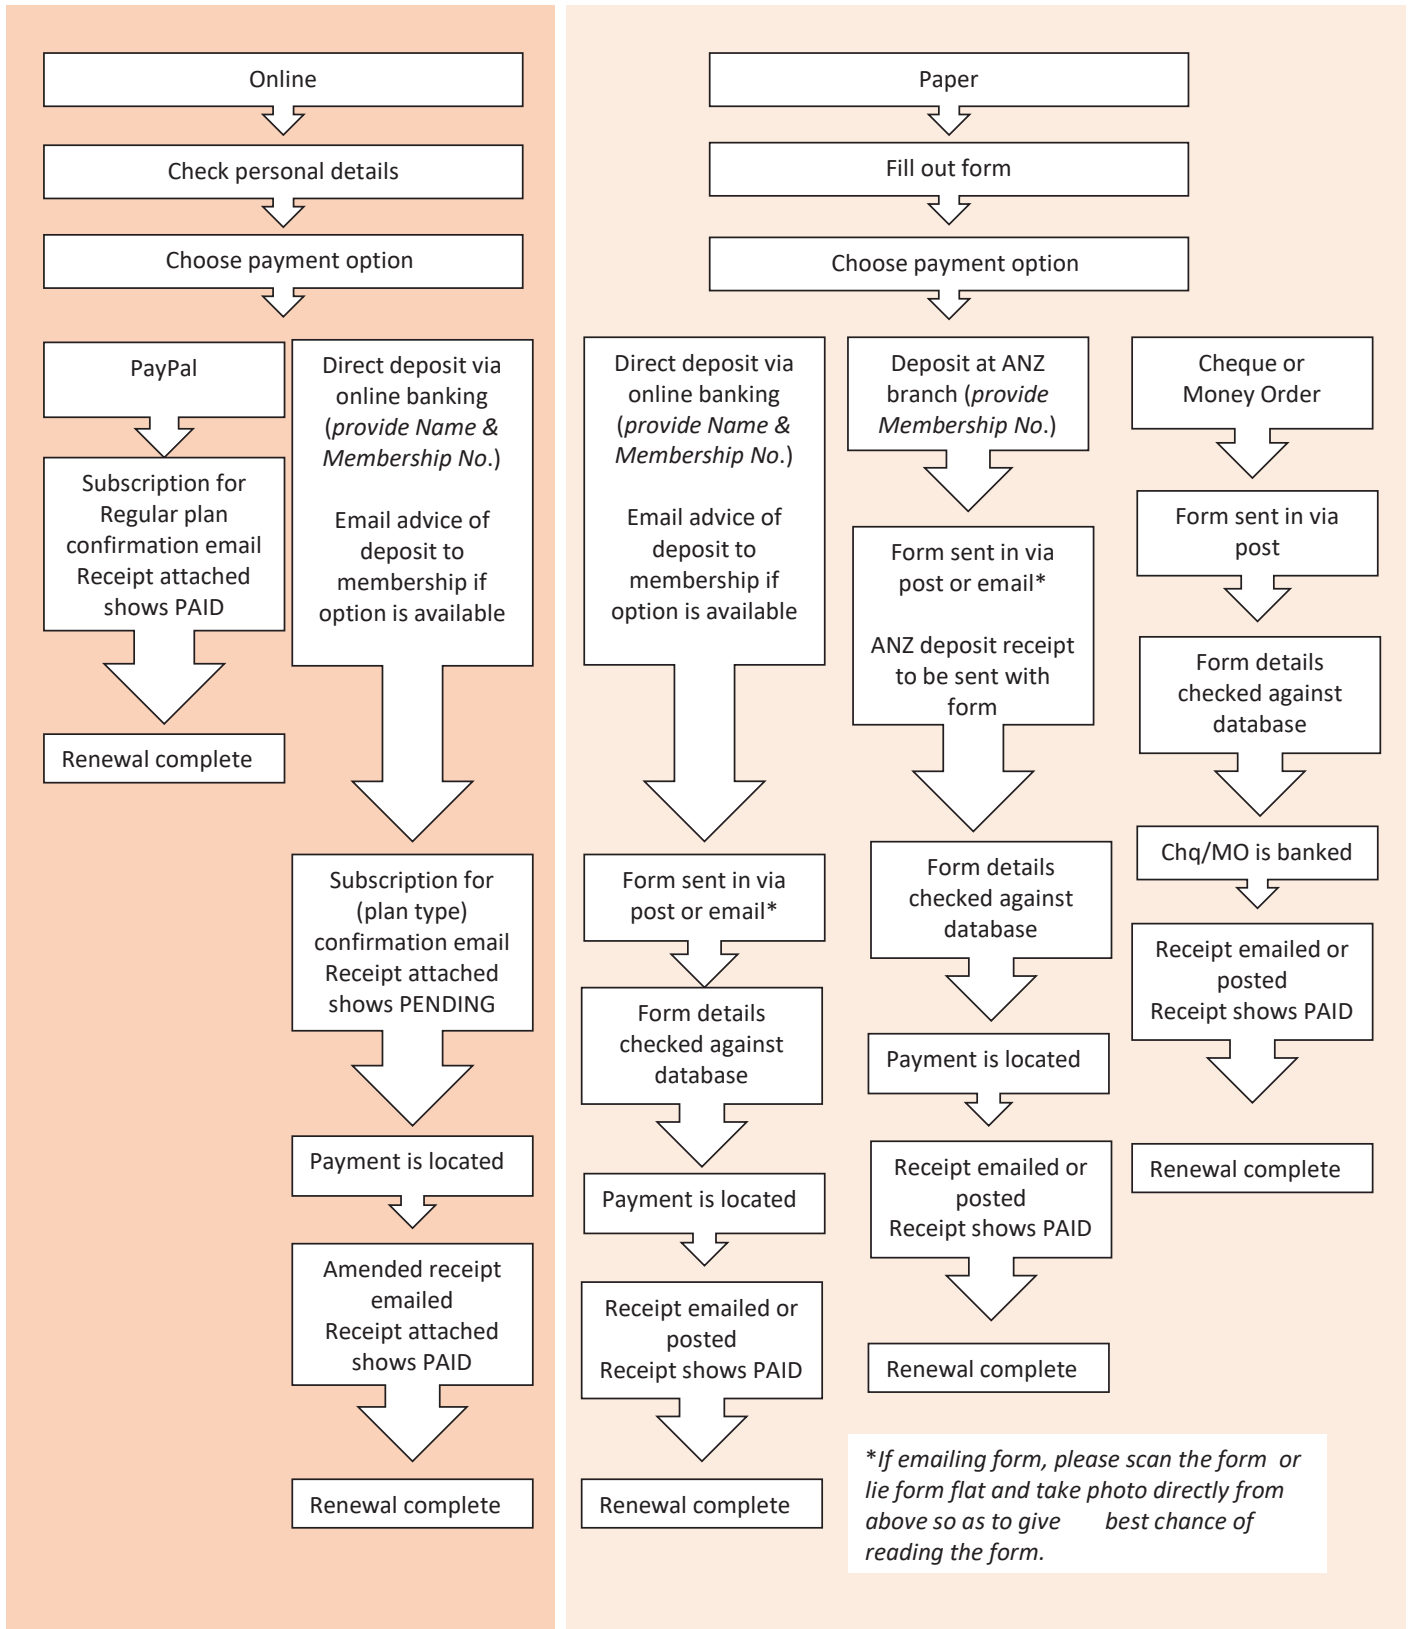 Online
Check personal details
Choose payment option
PayPal
Subscription for
Regular plan
confirmation email
Receipt attached
shows PAID
Renewal complete
Direct deposit via
online banking
(provide Name &
Membership No.)
Email advice of
deposit to
membership if
option is available
Subscription for
(plan type)
confirmation email
Receipt attached
shows PENDING
Payment is located
Amended receipt
emailed
Receipt attached
shows PAID
Renewal complete
Paper
Fill out form
Choose payment option
Direct deposit via
online banking
(provide Name &
Membership No.)
Email advice of
deposit to
membership if
option is available
Form sent in via
post or email*
Form details
checked against
database
Payment is located
Receipt emailed or
posted
Receipt shows PAID
Renewal complete
Deposit at ANZ
branch (provide
Membership No.)
Form sent in via
post or email*
ANZ deposit receipt
to be sent with
form
Form details
checked against
database
Payment is located
Receipt emailed or
posted
Receipt shows PAID
Renewal complete
Cheque or
Money Order
Form sent in via
post
Form details
checked against
database
Chq/MO is banked
Receipt emailed or
posted
Receipt shows PAID
Renewal complete
*If emailing form, please scan the form or
lie form flat and take photo directly from
above so as to give best chance of
reading the form.